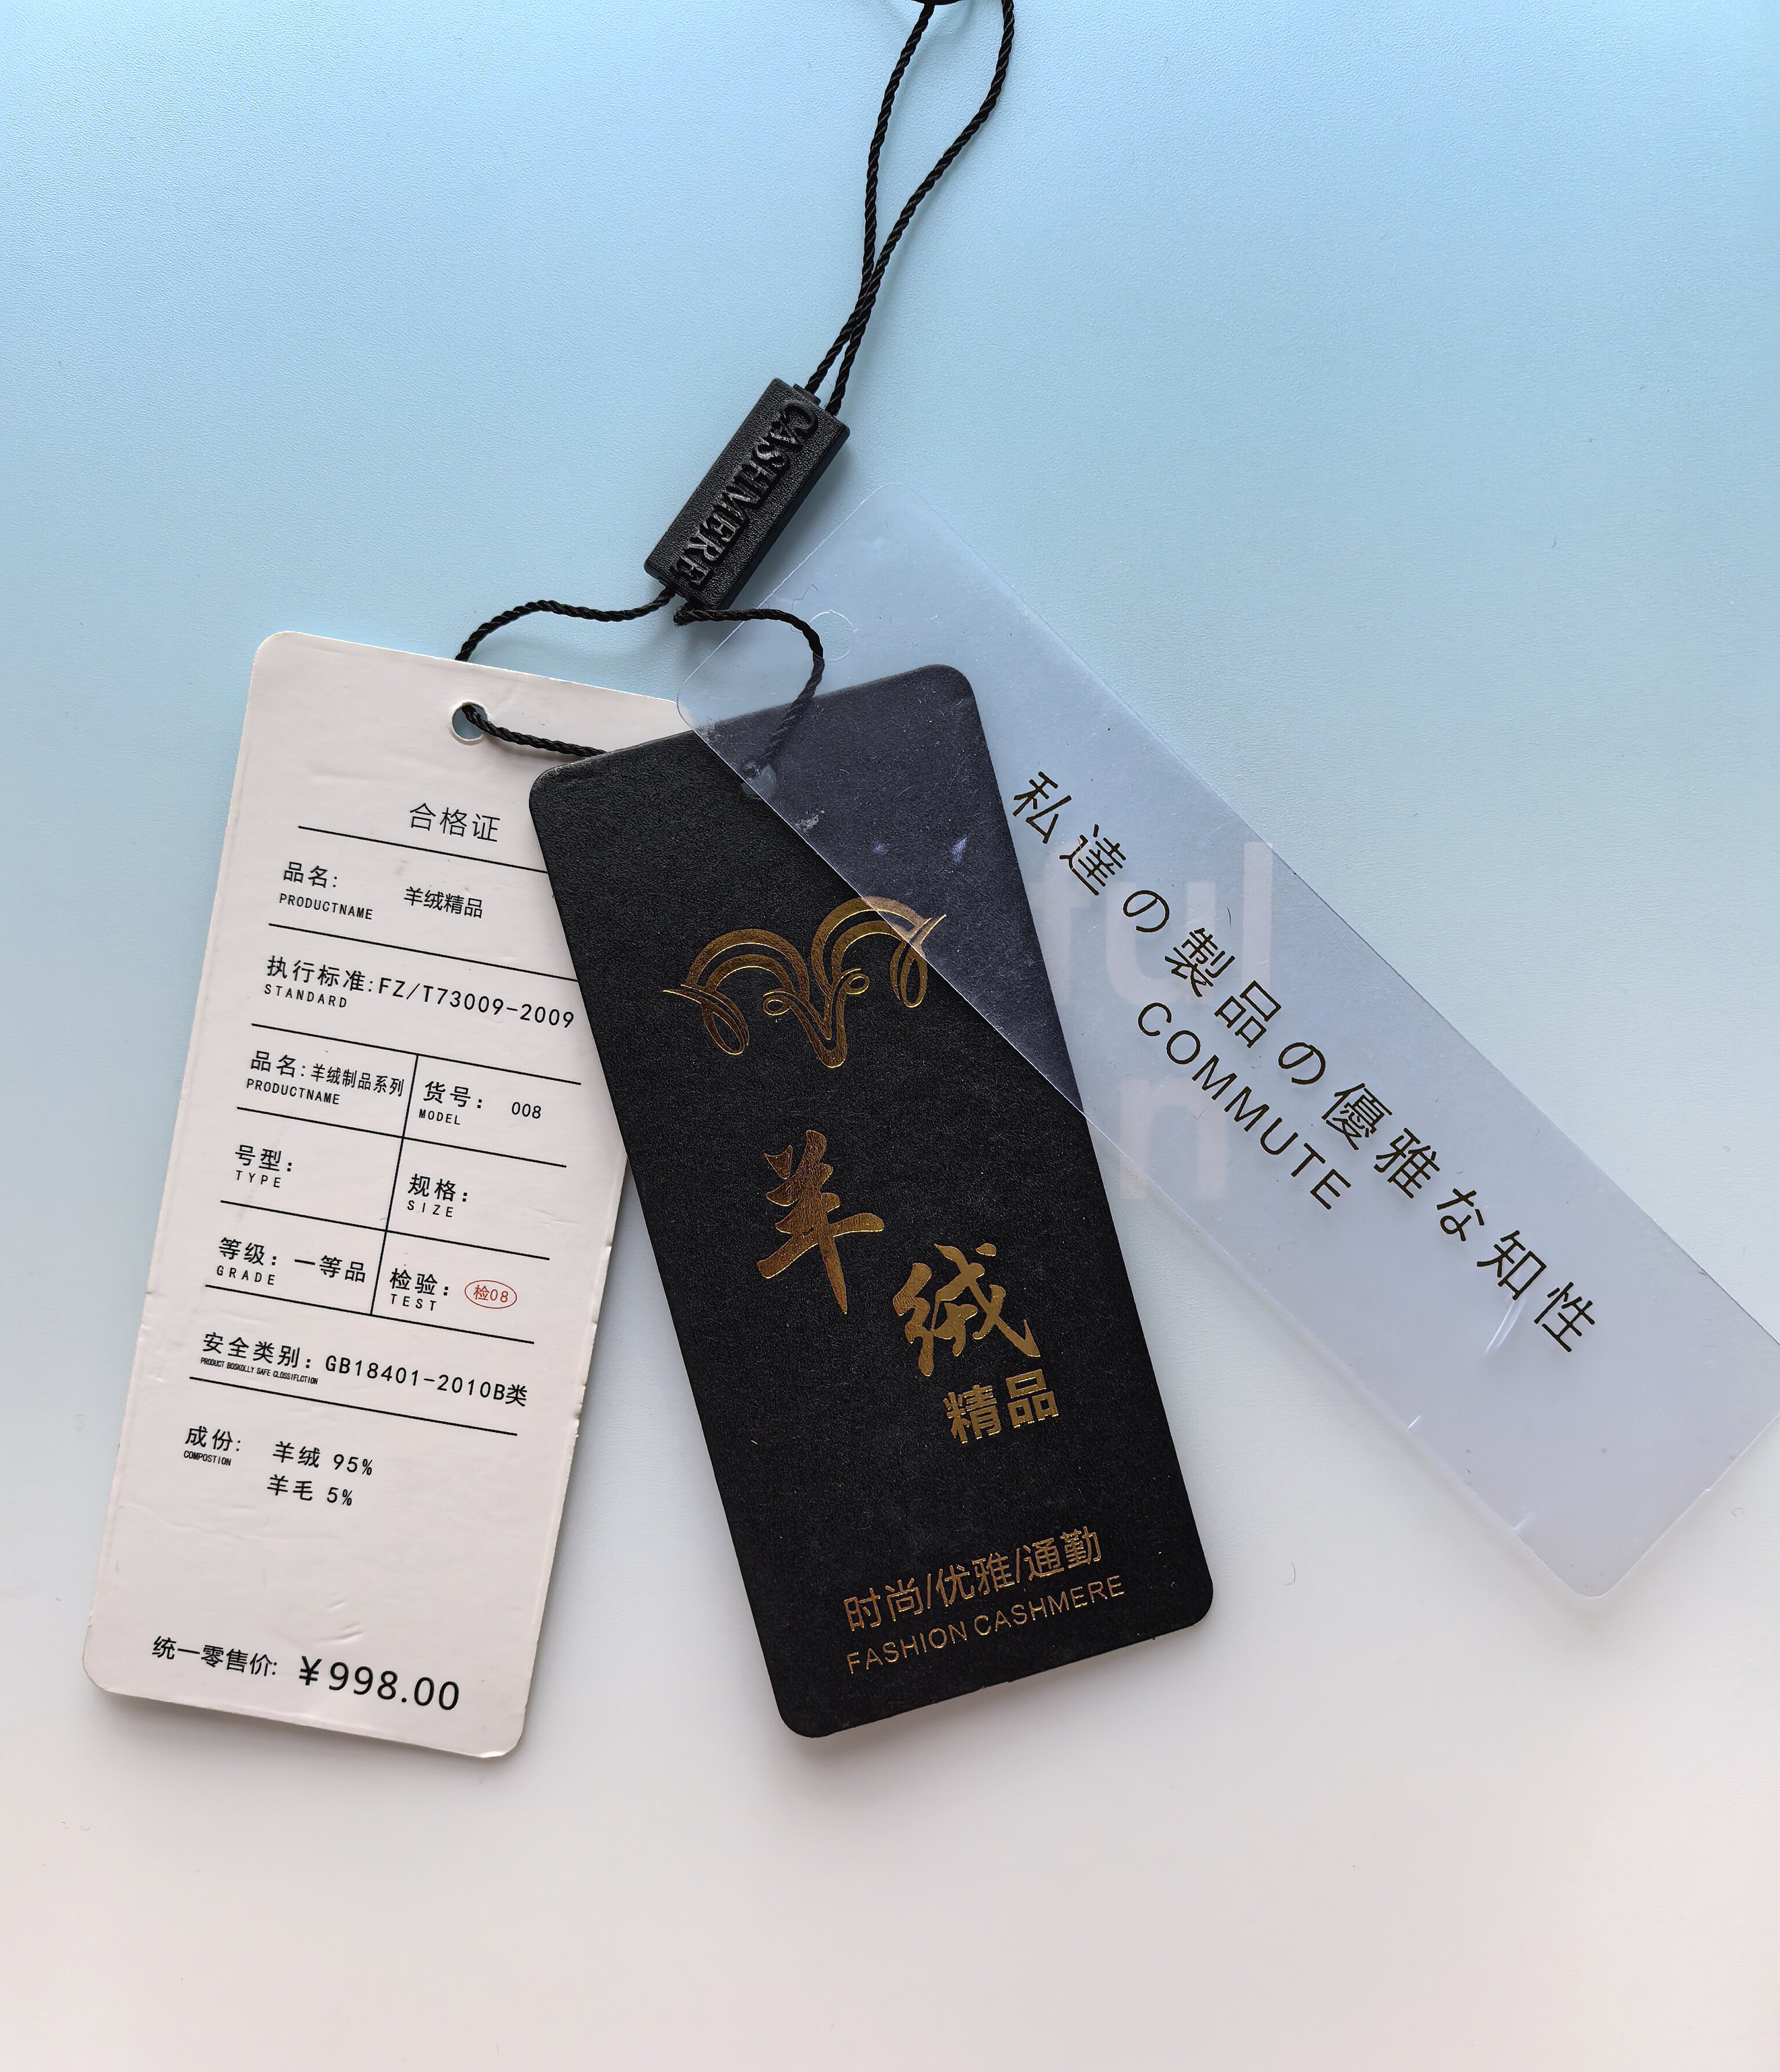 CASHMERE
合格证
品名: 羊绒精品
PRODUCTNAME
执行标准:FZ/T73009-2009
STANDARD
品名:羊绒制品系列
PRODUCTNAME
货号: 008
MODEL
号型:
TYPE
规格:
SIZE
等级: 一等品
GRADE
检验: 检08
TEST
安全类别: GB18401-2010B类
PRODUCT BOSKOLLY SAFE CLOSSIFLCTION
成份: 羊绒 95%
COMPOSTION
羊毛 5%
统一零售价: ¥998.00
羊绒
精品
时尚/优雅/通勤
FASHION CASHMERE
私達の製品の優雅な知性
COMMUTE